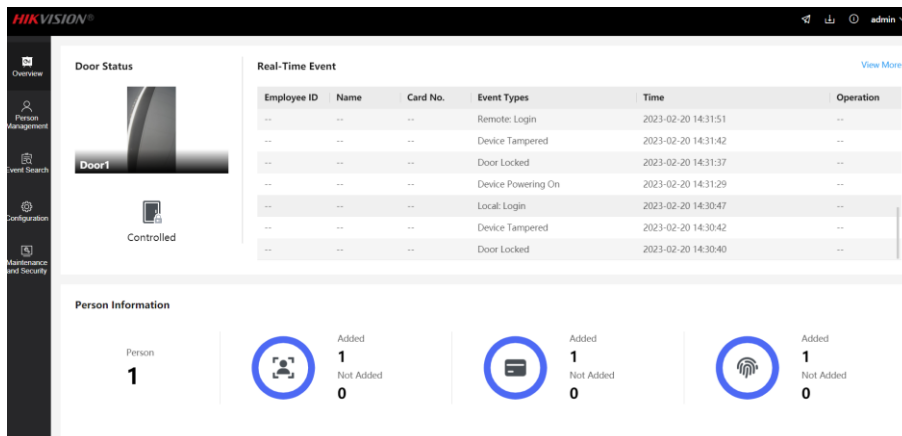 HIKVISION®
admin
Overview
Person
Management
Event Search
Configuration
Maintenance
and Security
Door Status
Door1
Controlled
Real-Time Event
View More
Employee ID Name Card No. Event Types Time Operation
-- -- -- Remote: Login 2023-02-20 14:31:51 --
-- -- -- Device Tampered 2023-02-20 14:31:42 --
-- -- -- Door Locked 2023-02-20 14:31:37 --
-- -- -- Device Powering On 2023-02-20 14:31:29 --
-- -- -- Local: Login 2023-02-20 14:30:47 --
-- -- -- Device Tampered 2023-02-20 14:30:42 --
-- -- -- Door Locked 2023-02-20 14:30:40 --
Person Information
Person
1
Added
1
Not Added
0
Added
1
Not Added
0
Added
1
Not Added
0